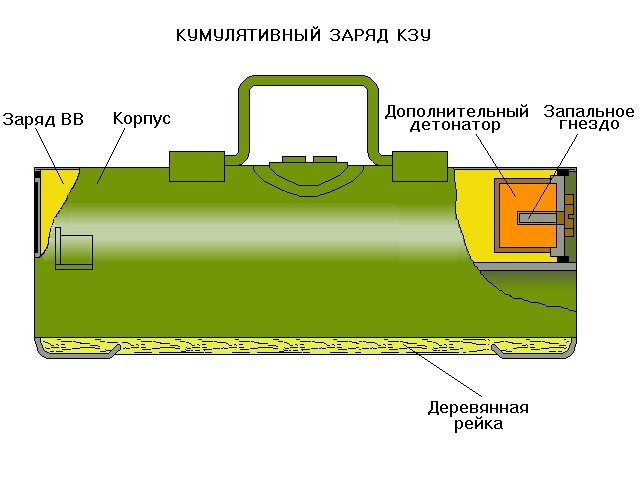 КУМУЛЯТИВНЫЙ ЗАРЯД КЗУ
Заряд ВВ
Корпус
Дополнительный
детонатор
Запальное
гнездо
Деревянная
рейка